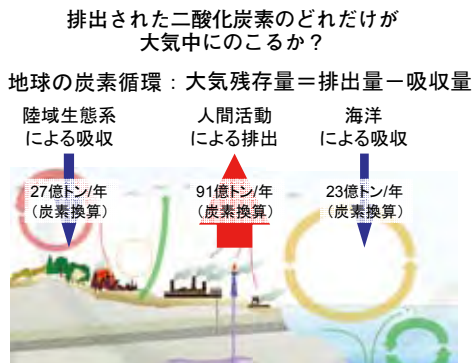 排出された二酸化炭素のどれだけが
大気中にのこるか？
地球の炭素循環：大気残存量＝排出量－吸収量
陸域生態系
による吸収
人間活動
による排出
海洋
による吸収
27億トン/年
（炭素換算）
91億トン/年
（炭素換算）
23億トン/年
（炭素換算）